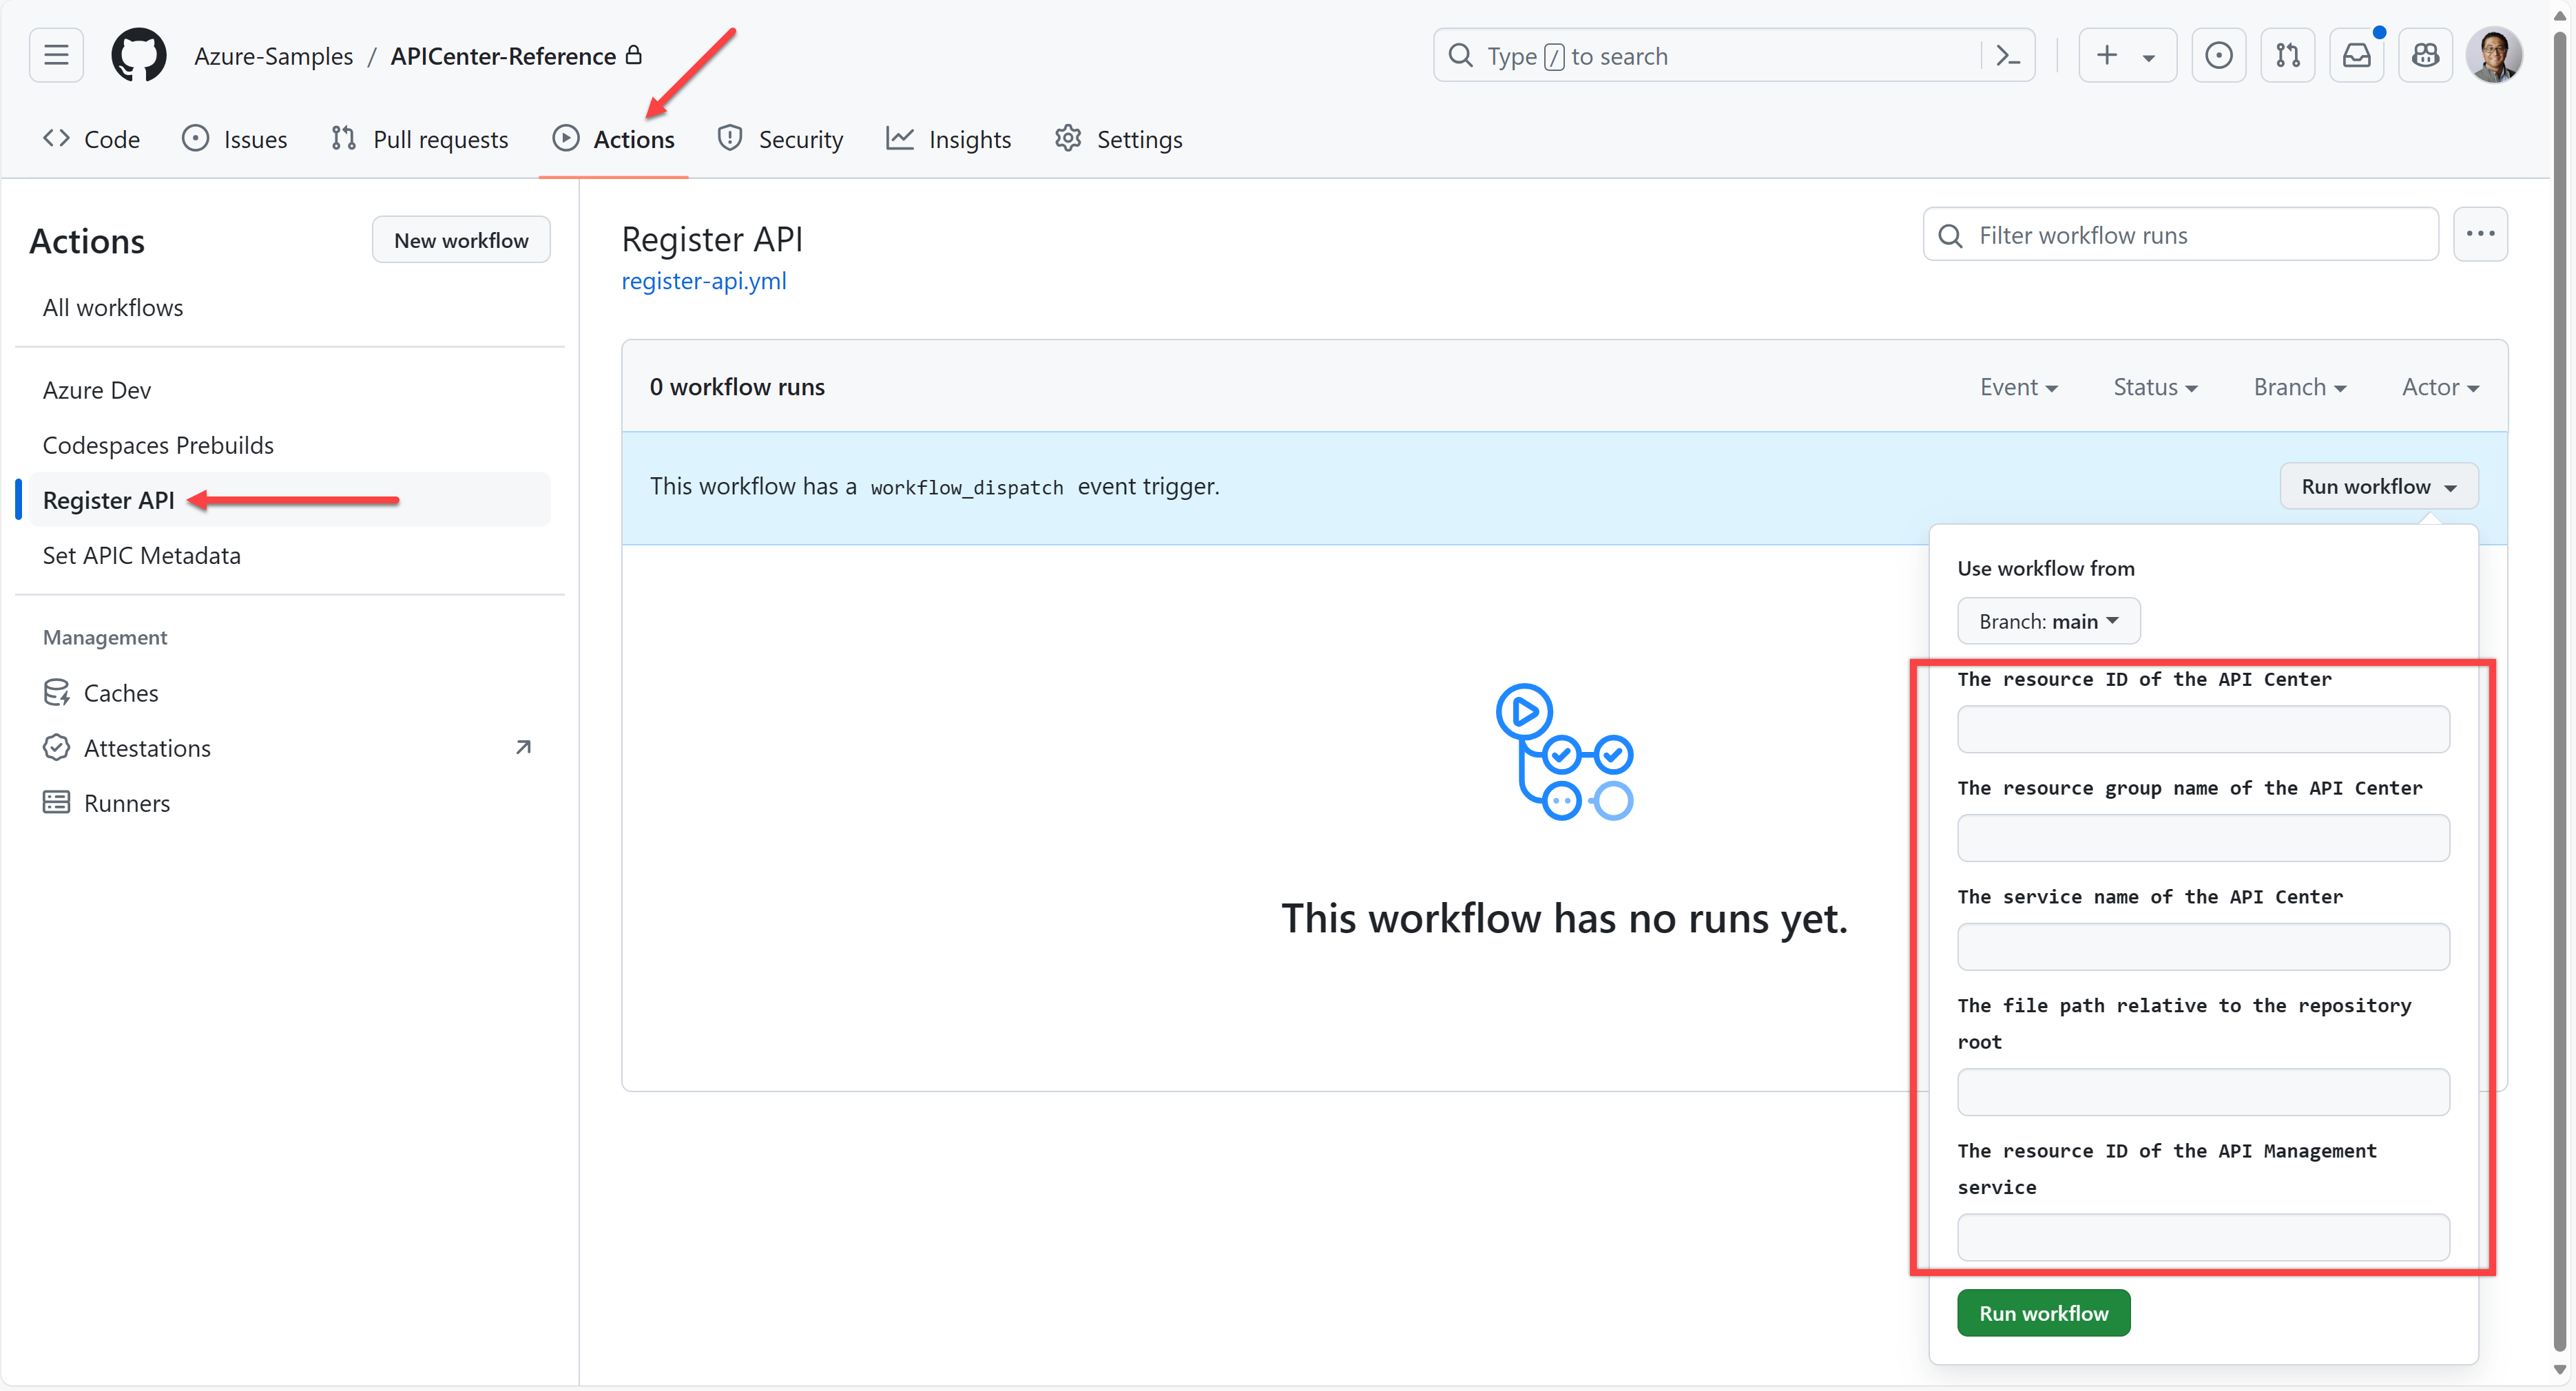 Azure-Samples / APICenter-Reference
Type / to search
Code
Issues
Pull requests
Actions
Security
Insights
Settings
Actions
New workflow
All workflows
Azure Dev
Codespaces Prebuilds
Register API
Set APIC Metadata
Management
Caches
Attestations
Runners
Register API
register-api.yml
Filter workflow runs
0 workflow runs
Event
Status
Branch
Actor
This workflow has a workflow_dispatch event trigger.
Run workflow
This workflow has no runs yet.
Use workflow from
Branch: main
The resource ID of the API Center
The resource group name of the API Center
The service name of the API Center
The file path relative to the repository
root
The resource ID of the API Management
service
Run workflow